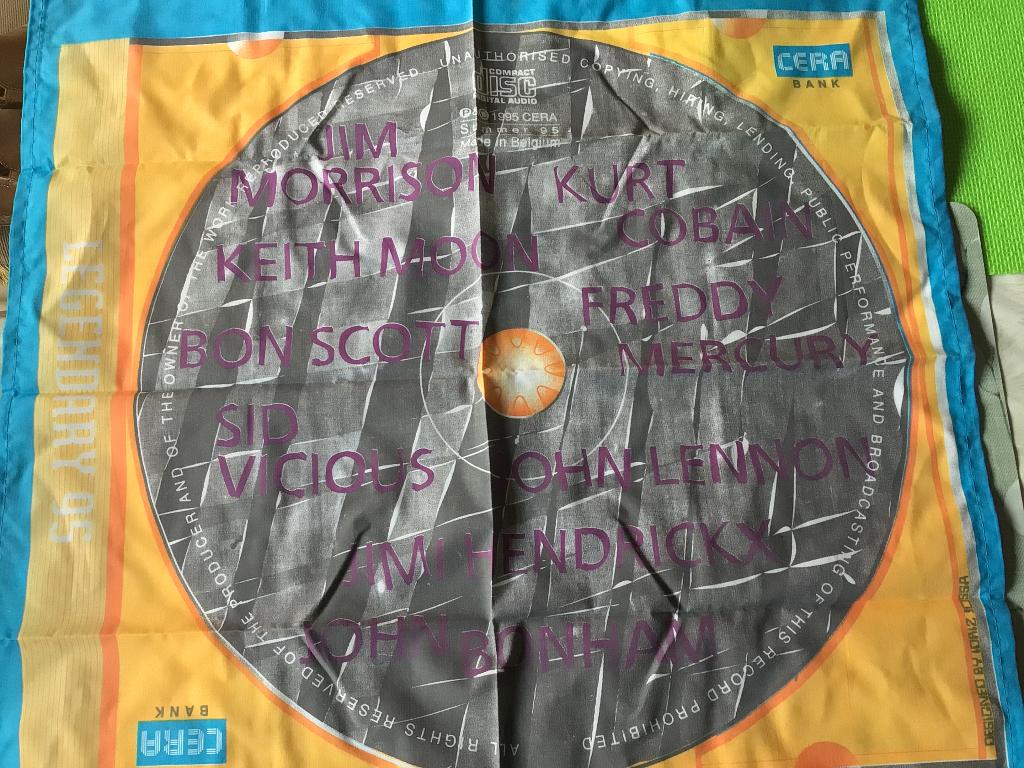 CERA
BANK
COMPACT
DISC
DIGITAL AUDIO
P&© 1995 CERA
Summer 95
Made in Belgium
ALL RIGHTS RESERVED OF THE PRODUCER AND OF THE OWNER OF THE WORK REPRODUCED RESERVED. UNAUTHORISED COPYING, HIRING, LENDING, PUBLIC PERFORMANCE AND BROADCASTING OF THIS RECORD PROHIBITED
JIM
MORRISON
KURT
COBAIN
KEITH MOON
FREDDY
MERCURY
BON SCOTT
SID
VICIOUS
JOHN LENNON
JIMI HENDRICKX
JOHN BONHAM
LEGENDARY 95
CERA
BANK
DESIGNED BY